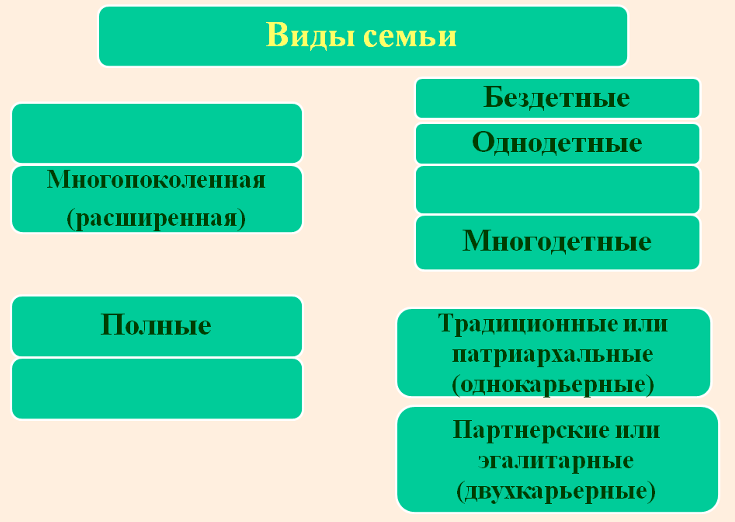 Виды семьи
Многопоколенная
(расширенная)
Полные
Бездетные
Однодетные
Многодетные
Традиционные или
патриархальные
(однокарьерные)
Партнерские или
эгалитарные
(двухкарьерные)